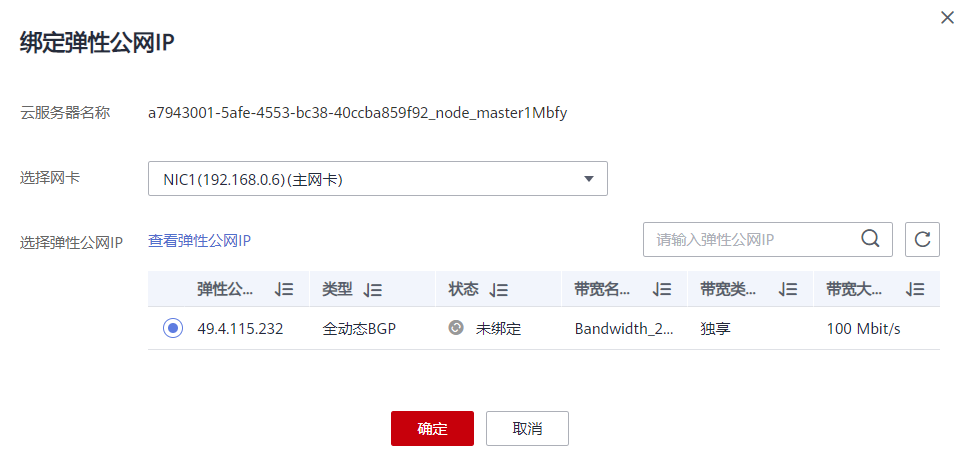 绑定弹性公网IP
云服务器名称 a7943001-5afe-4553-bc38-40ccba859f92_node_master1Mbfy
选择网卡 NIC1(192.168.0.6)(主网卡)
选择弹性公网IP 查看弹性公网IP 请输入弹性公网IP
弹性公... 类型 状态 带宽名... 带宽类... 带宽大...
49.4.115.232 全动态BGP 未绑定 Bandwidth_2... 独享 100 Mbit/s
确定 取消